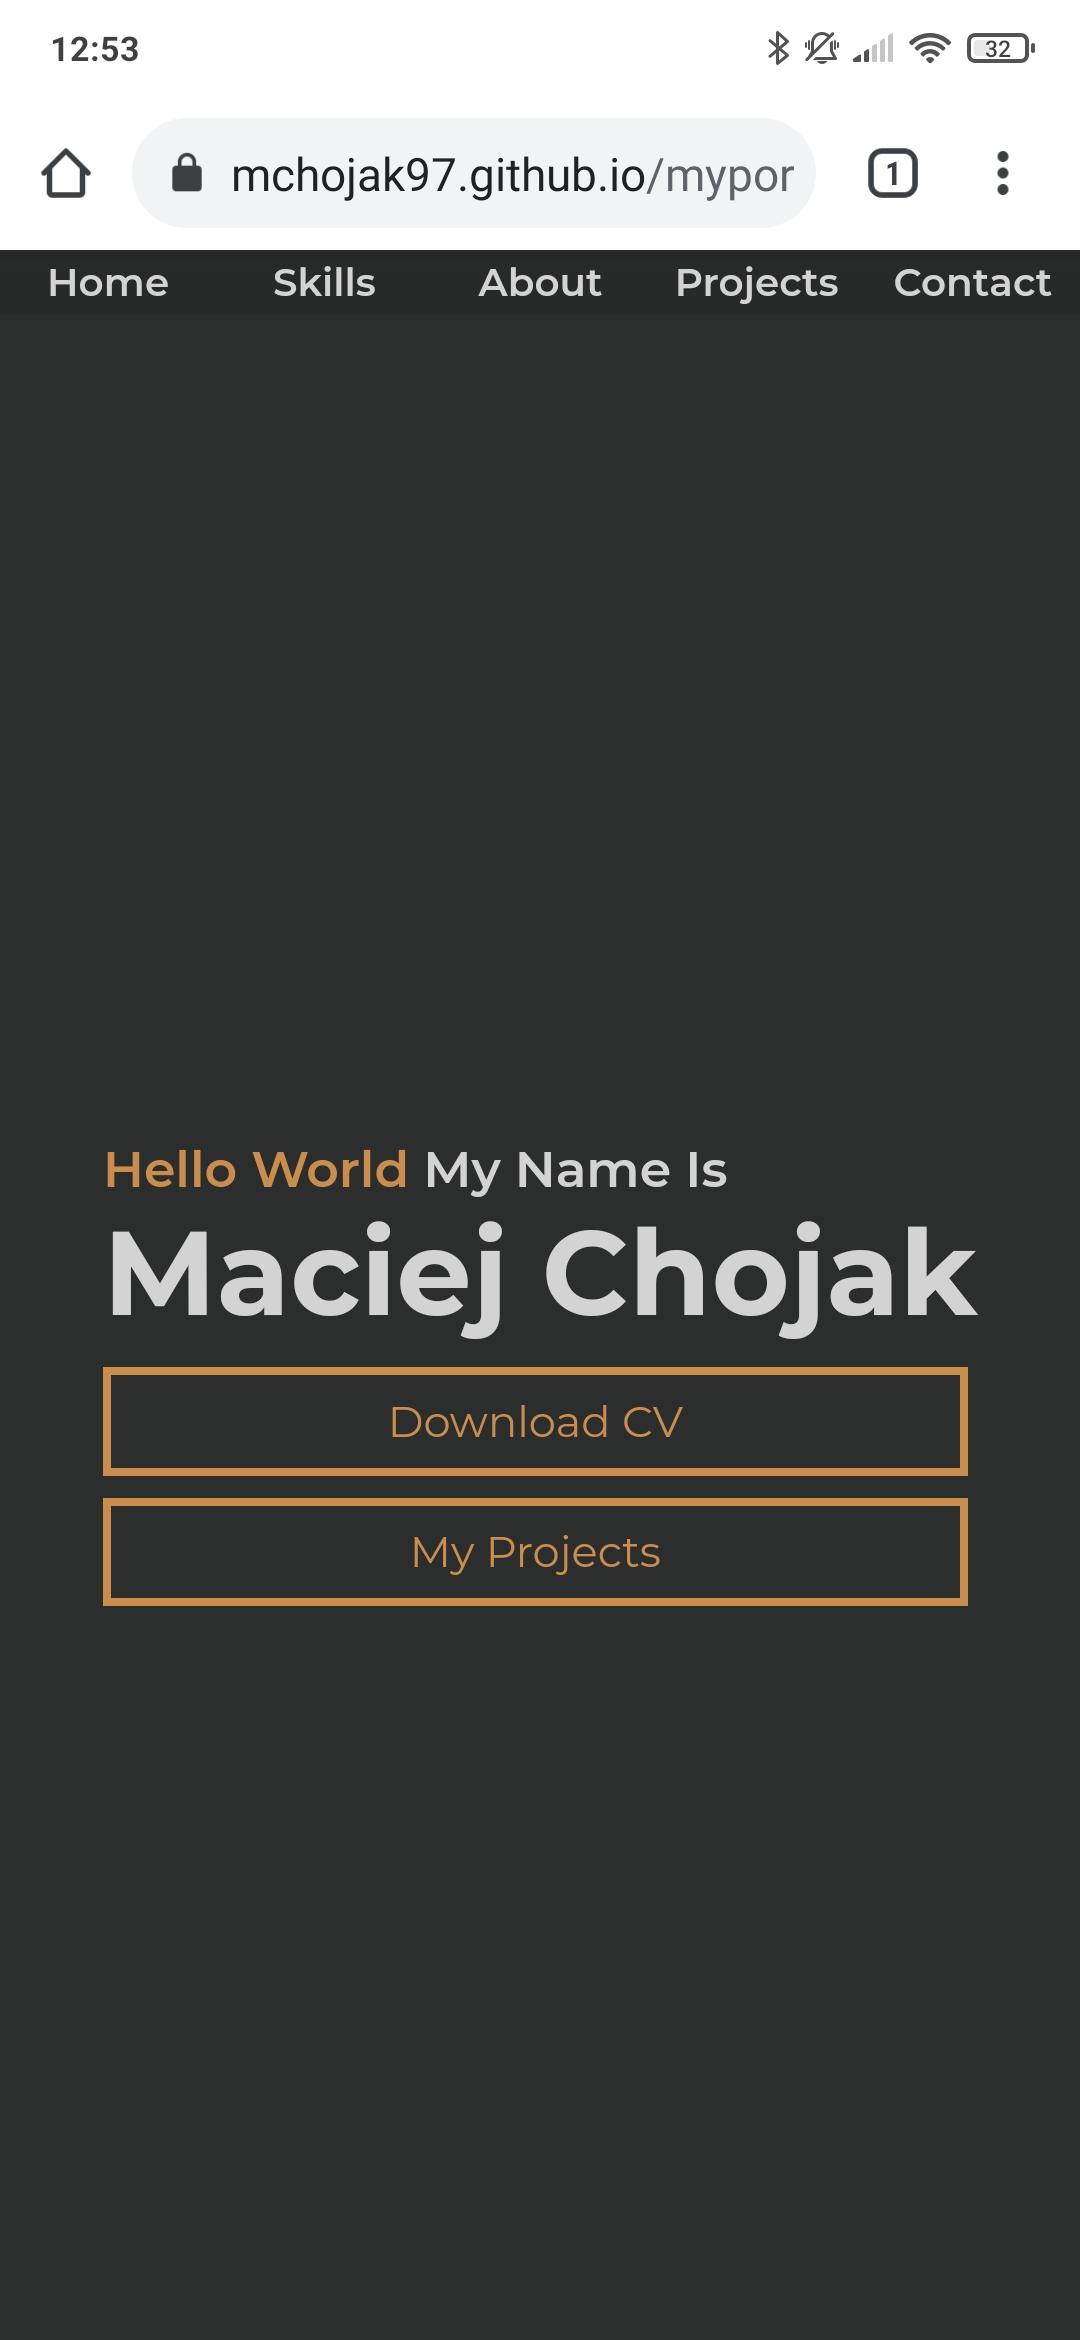 12:53
32
mchojak97.github.io/mypor
1
Home Skills About Projects Contact
Hello World My Name Is
Maciej Chojak
Download CV
My Projects